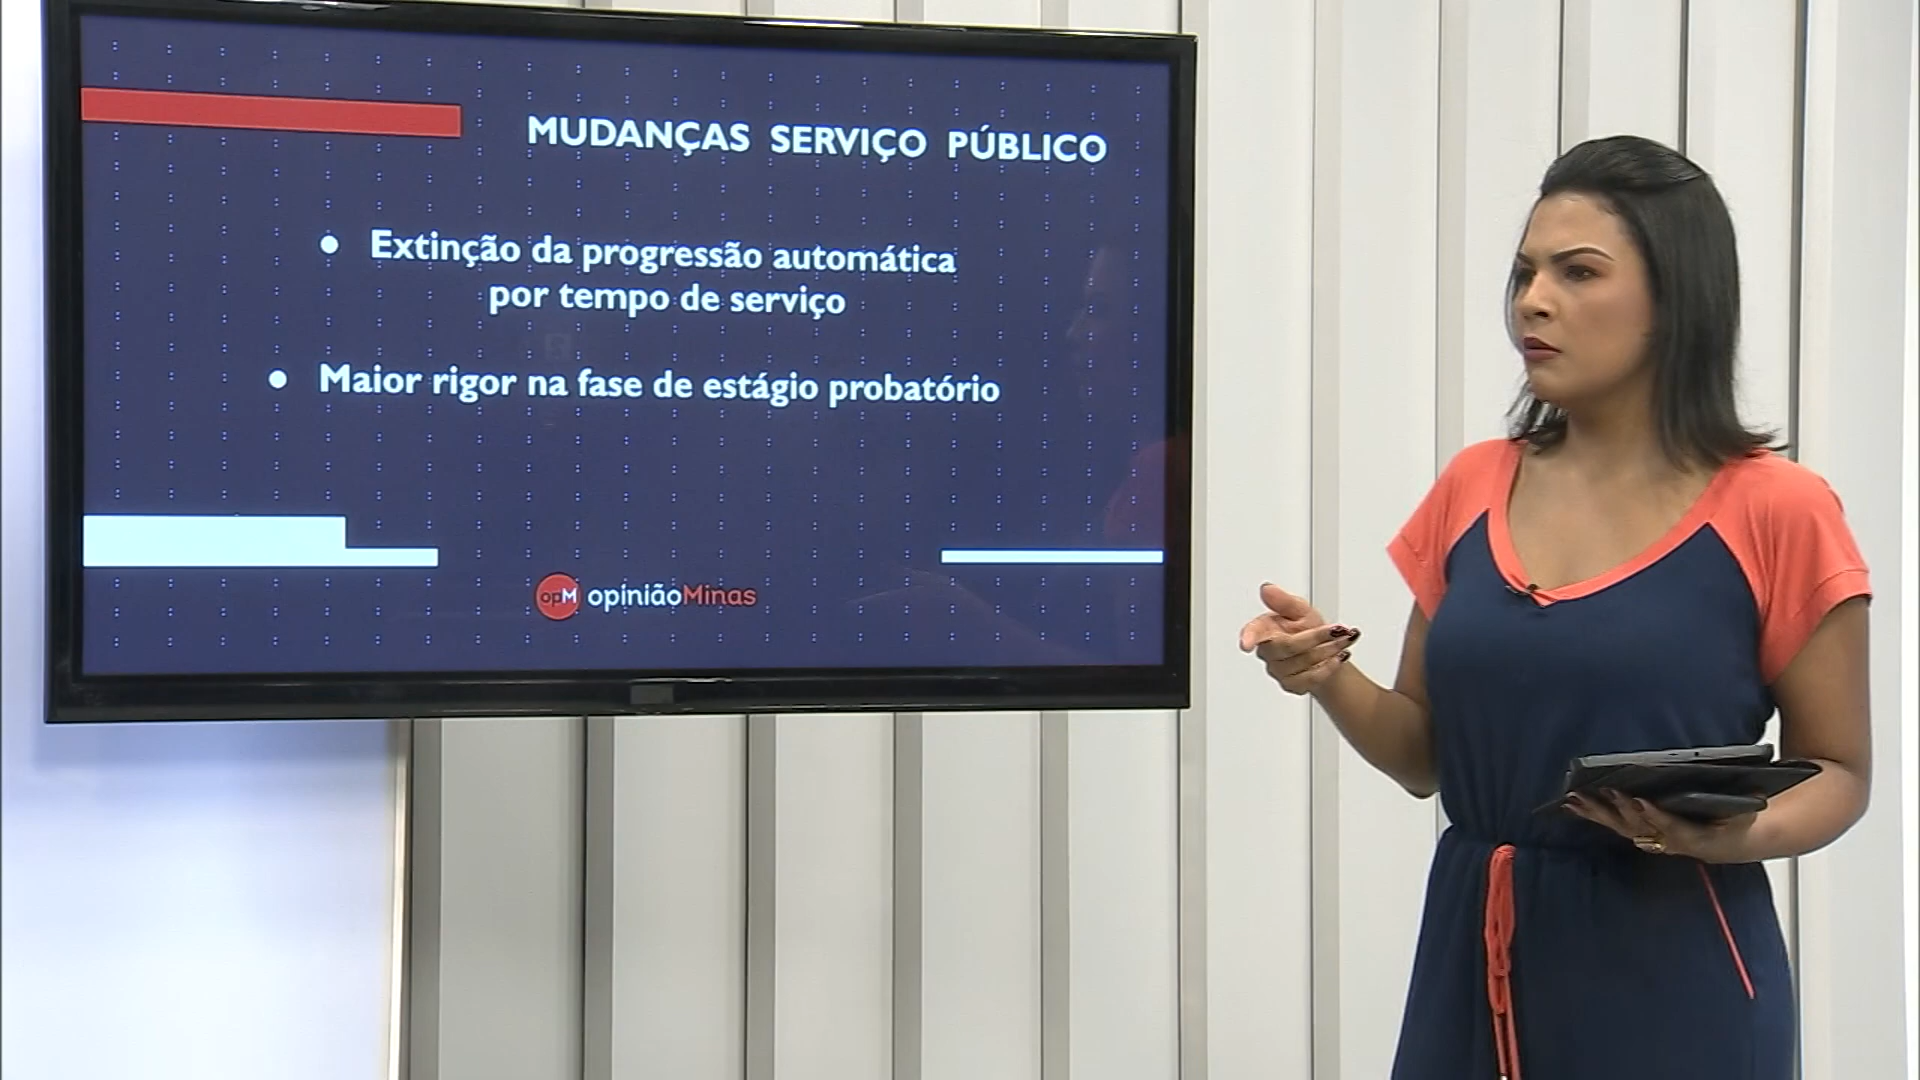 MUDANÇAS SERVIÇO PÚBLICO
• Extinção da progressão automática
por tempo de serviço
• Maior rigor na fase de estágio probatório
opM opiniãoMinas